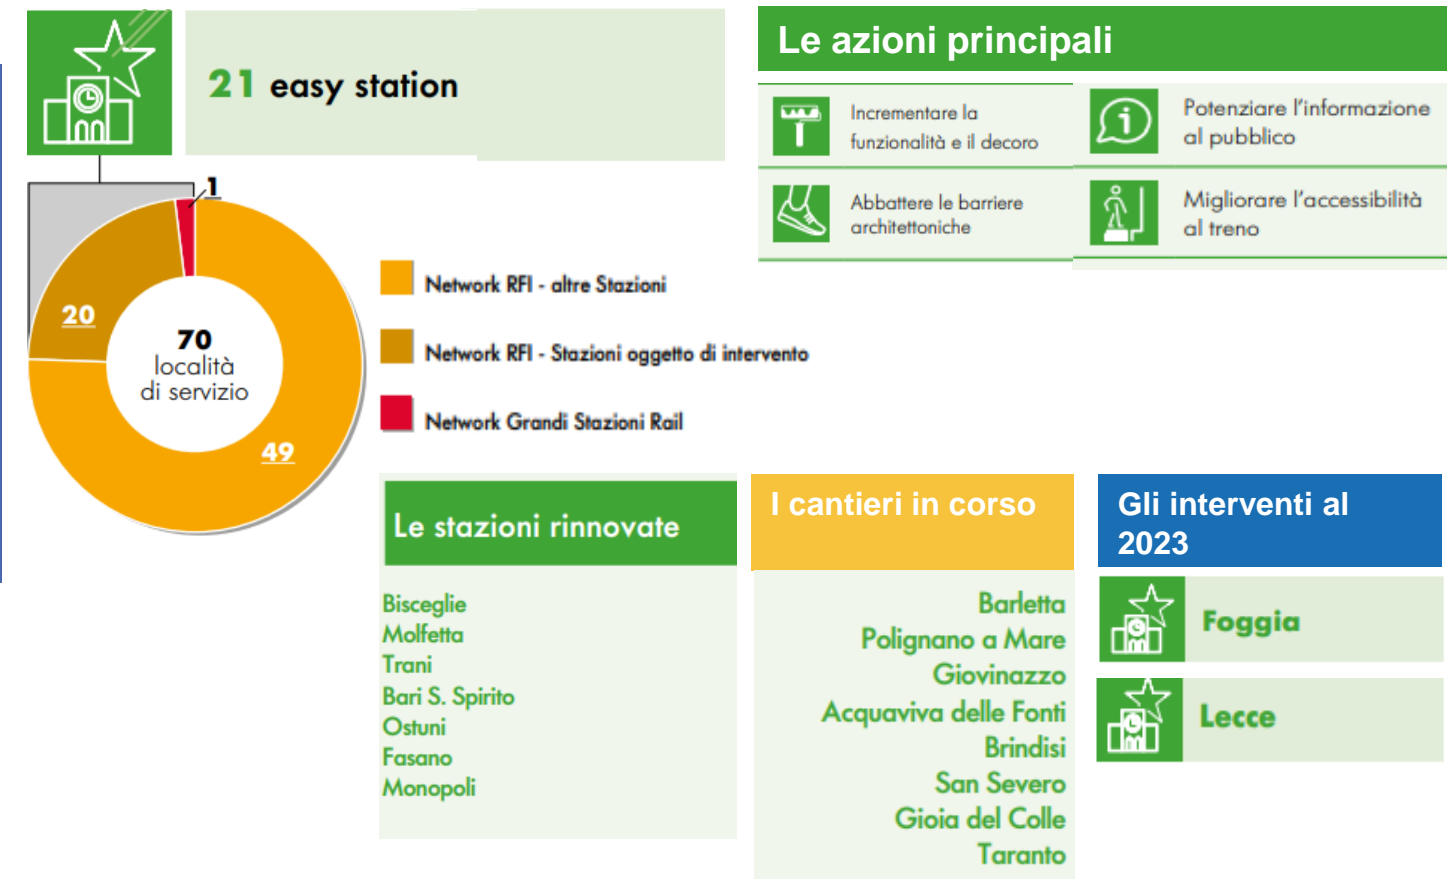 21 easy station
1
20
70
località
di servizio
49
Network RFI - altre Stazioni
Network RFI - Stazioni oggetto di intervento
Network Grandi Stazioni Rail
Le azioni principali
Incrementare la
funzionalità e il decoro
Potenziare l'informazione
al pubblico
Abbattere le barriere
architettoniche
Migliorare l'accessibilità
al treno
Le stazioni rinnovate
Bisceglie
Molfetta
Trani
Bari S. Spirito
Ostuni
Fasano
Monopoli
I cantieri in corso
Barletta
Polignano a Mare
Giovinazzo
Acquaviva delle Fonti
Brindisi
San Severo
Gioia del Colle
Taranto
Gli interventi al
2023
Foggia
Lecce